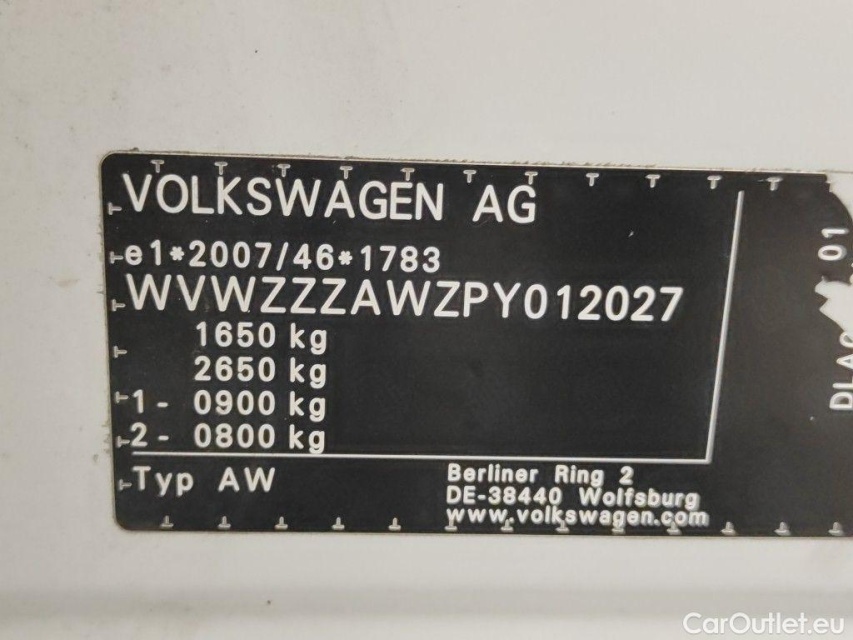 VOLKSWAGEN AG
e1*2007/46*1783
WVWZZZAWZPY012027
1650 kg
2650 kg
1- 0900 kg
2- 0800 kg
Typ AW
Berliner Ring 2
DE-38440 Wolfsburg
www.volkswagen.com
01
CarOutlet.eu